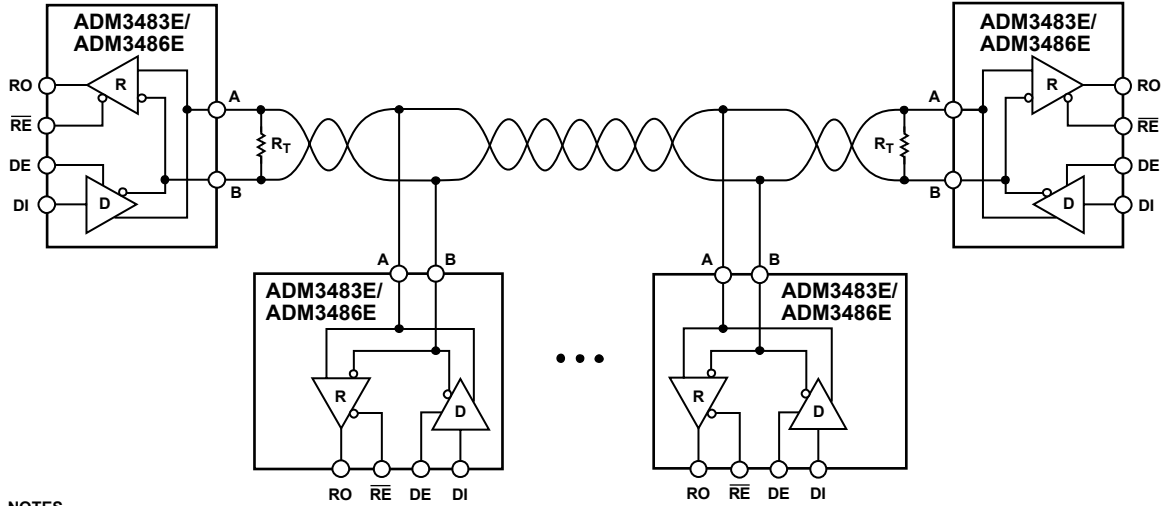 ADM3483E/
ADM3486E
RO
RE
DE
DI
R
D
A
B
RT
RT
A
B
ADM3483E/
ADM3486E
R
D
RO
RE
DE
DI
A B
ADM3483E/
ADM3486E
R
D
RO RE DE DI
• • •
A B
ADM3483E/
ADM3486E
R
D
RO RE DE DI